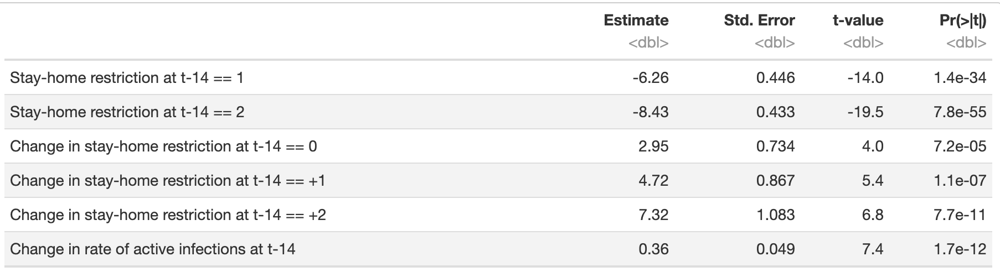 Estimate Std. Error t-value Pr(>|t|)
<dbl> <dbl> <dbl> <dbl>
Stay-home restriction at t-14 == 1 -6.26 0.446 -14.0 1.4e-34
Stay-home restriction at t-14 == 2 -8.43 0.433 -19.5 7.8e-55
Change in stay-home restriction at t-14 == 0 2.95 0.734 4.0 7.2e-05
Change in stay-home restriction at t-14 == +1 4.72 0.867 5.4 1.1e-07
Change in stay-home restriction at t-14 == +2 7.32 1.083 6.8 7.7e-11
Change in rate of active infections at t-14 0.36 0.049 7.4 1.7e-12